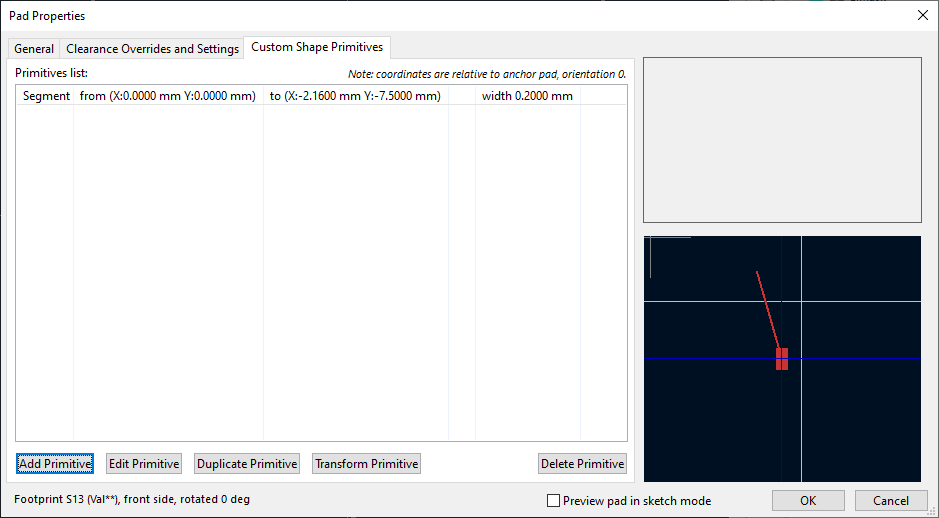 Pad Properties
General
Clearance Overrides and Settings
Custom Shape Primitives
Primitives list:
Note: coordinates are relative to anchor pad, orientation 0.
Segment from (X:0.0000 mm Y:0.0000 mm) to (X:-2.1600 mm Y:-7.5000 mm) width 0.2000 mm
Add Primitive
Edit Primitive
Duplicate Primitive
Transform Primitive
Delete Primitive
Footprint S13 (Val**), front side, rotated 0 deg
Preview pad in sketch mode
OK
Cancel